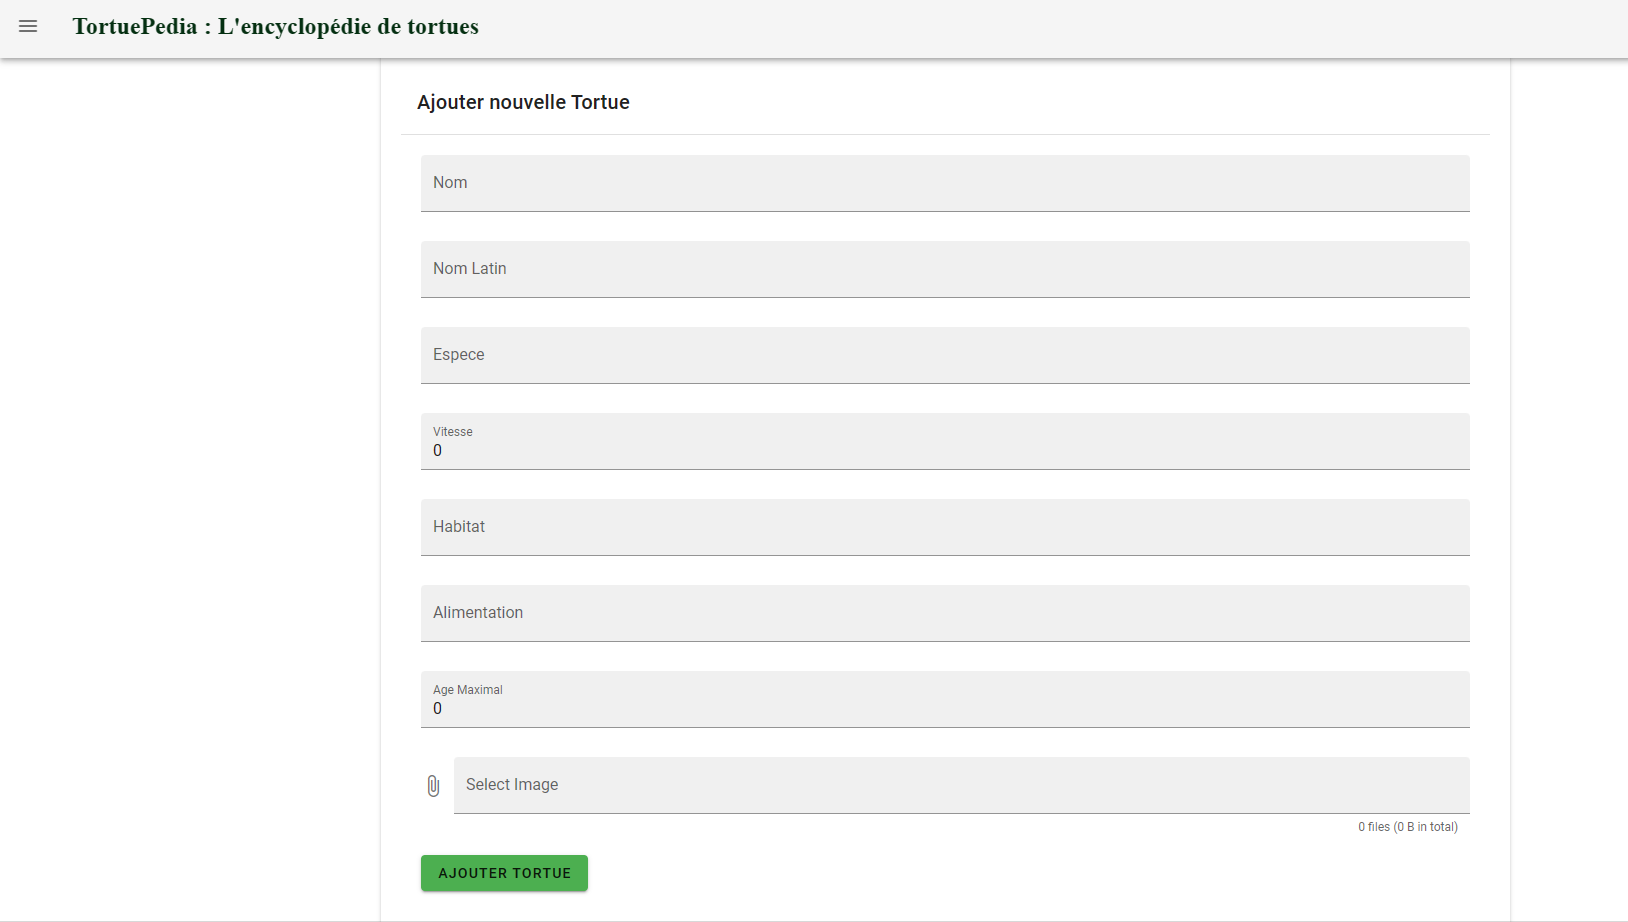 TortuePedia : L'encyclopédie de tortues
Ajouter nouvelle Tortue
Nom
Nom Latin
Espece
Vitesse
0
Habitat
Alimentation
Age Maximal
0
Select Image
0 files (0 B in total)
AJOUTER TORTUE